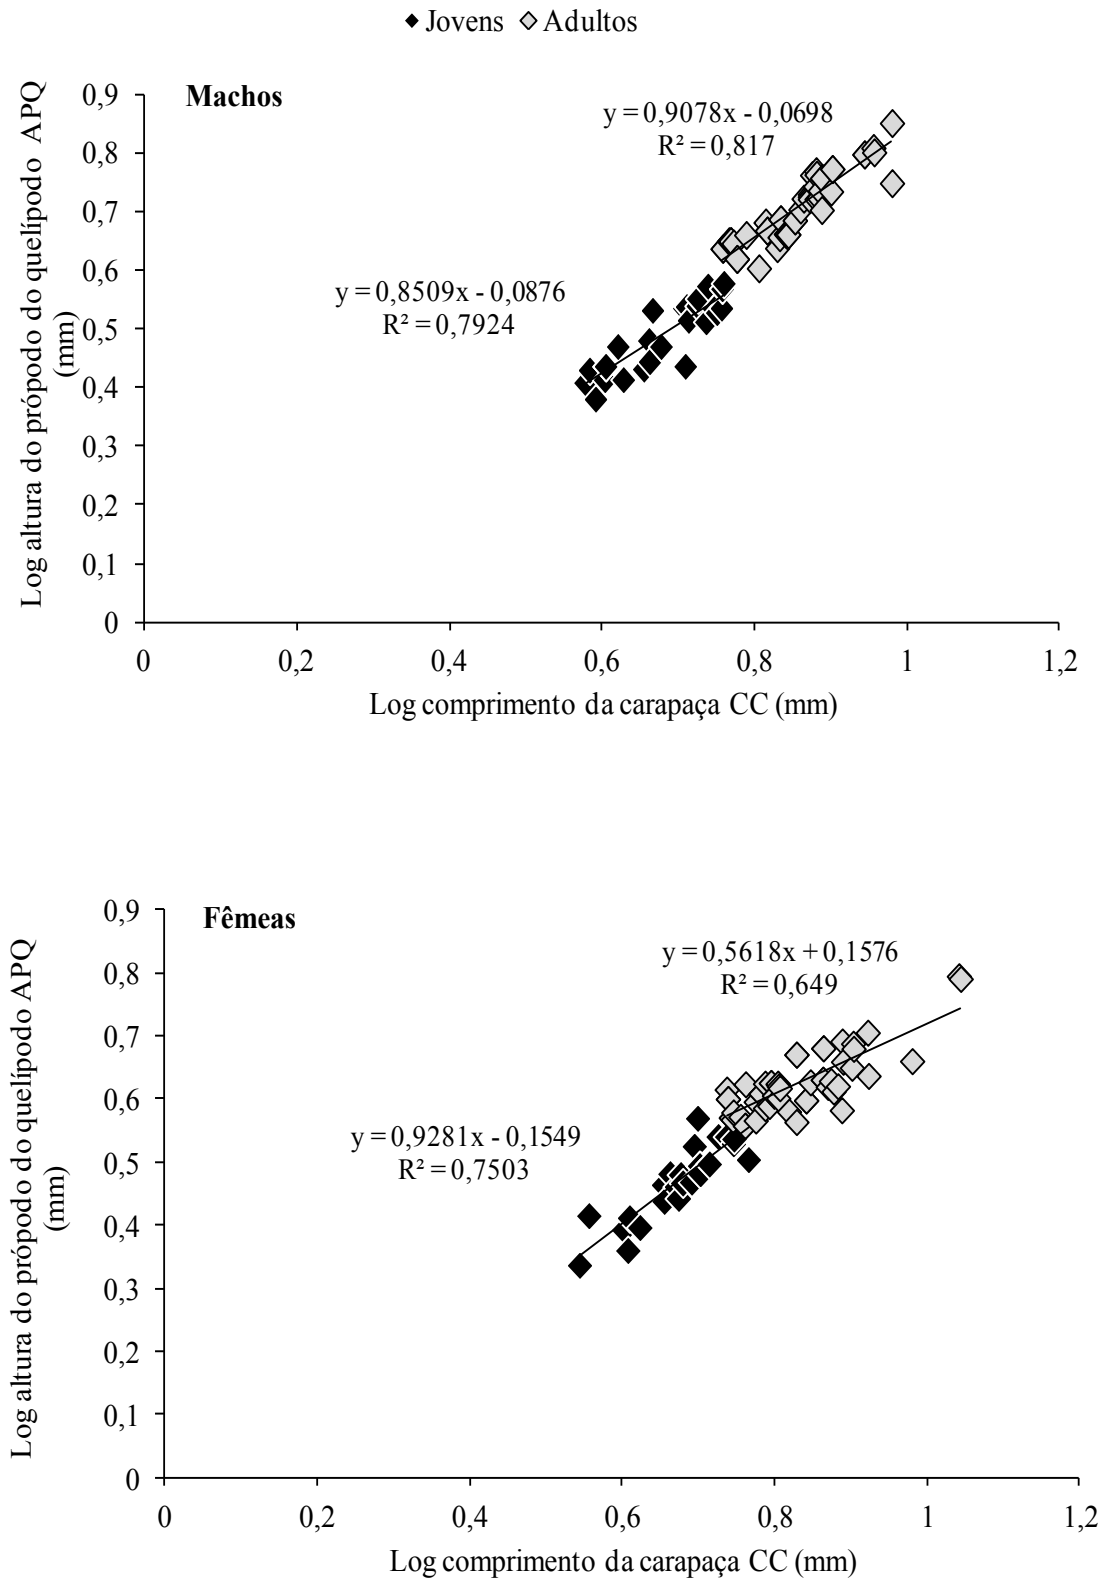 Jovens Adultos
Machos
y = 0,9078x - 0,0698
R² = 0,817
y = 0,8509x - 0,0876
R² = 0,7924
0,9
0,8
0,7
0,6
0,5
0,4
0,3
0,2
0,1
0
0 0,2 0,4 0,6 0,8 1 1,2
Log altura do própodo do quelípodo APQ
(mm)
Log comprimento da carapaça CC (mm)
Fêmeas
y = 0,5618x + 0,1576
R² = 0,649
y = 0,9281x - 0,1549
R² = 0,7503
0,9
0,8
0,7
0,6
0,5
0,4
0,3
0,2
0,1
0
0 0,2 0,4 0,6 0,8 1 1,2
Log altura do própodo do quelípodo APQ
(mm)
Log comprimento da carapaça CC (mm)